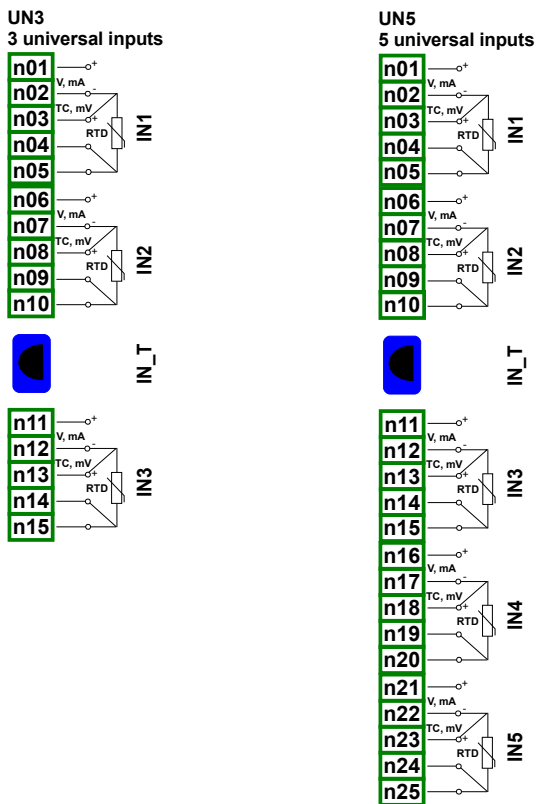 UN3
3 universal inputs
n01
+
V, mA
n02
-
TC, mV
n03
+
RTD
n04
n05
IN1
n06
+
V, mA
n07
-
TC, mV
n08
+
RTD
n09
n10
IN2
IN_T
n11
+
V, mA
n12
-
TC, mV
n13
+
RTD
n14
n15
IN3
UN5
5 universal inputs
n01
+
V, mA
n02
-
TC, mV
n03
+
RTD
n04
n05
IN1
n06
+
V, mA
n07
-
TC, mV
n08
+
RTD
n09
n10
IN2
IN_T
n11
+
V, mA
n12
-
TC, mV
n13
+
RTD
n14
n15
IN3
n16
+
V, mA
n17
-
TC, mV
n18
+
RTD
n19
n20
IN4
n21
+
V, mA
n22
-
TC, mV
n23
+
RTD
n24
n25
IN5